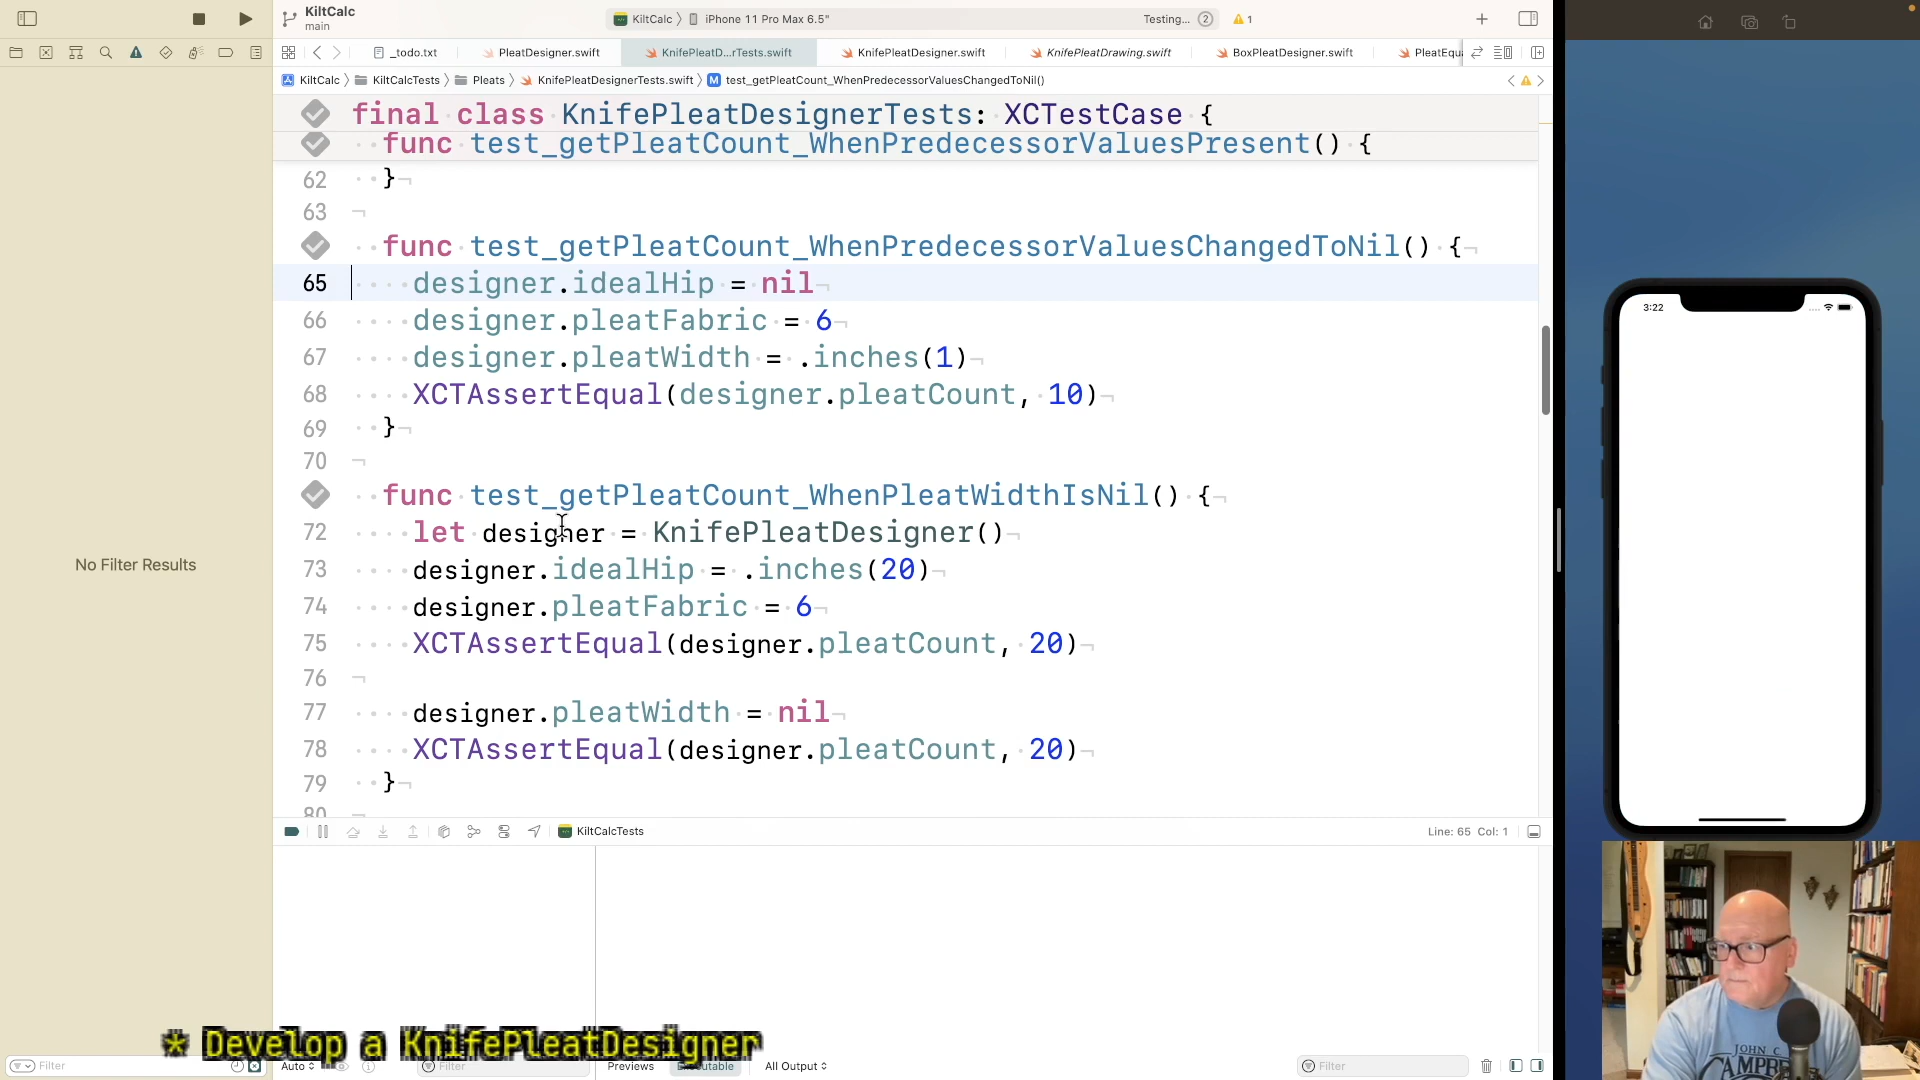 KiltCalc
main
KiltCalc
iPhone 11 Pro Max 6.5"
Testing...
2
1
_todo.txt
PleatDesigner.swift
KnifePleatD...rTests.swift
KnifePleatDesigner.swift
KnifePleatDrawing.swift
BoxPleatDesigner.swift
PleatEqua
KiltCalc
KiltCalcTests
Pleats
KnifePleatDesignerTests.swift
M
test_getPleatCount_WhenPredecessorValuesChangedToNil()
final class KnifePleatDesignerTests: XCTestCase {
func test_getPleatCount_WhenPredecessorValuesPresent() {
62 }
63
func test_getPleatCount_WhenPredecessorValuesChangedToNil() {
65 designer.idealHip = nil
66 designer.pleatFabric = 6
67 designer.pleatWidth = .inches(1)
68 XCTAssertEqual(designer.pleatCount, 10)
69 }
70
func test_getPleatCount_WhenPleatWidthIsNil() {
72 let designer = KnifePleatDesigner()
73 designer.idealHip = .inches(20)
74 designer.pleatFabric = 6
75 XCTAssertEqual(designer.pleatCount, 20)
76
77 designer.pleatWidth = nil
78 XCTAssertEqual(designer.pleatCount, 20)
79 }
80
No Filter Results
KiltCalcTests
Line: 65 Col: 1
3:22
* Develop a KnifePleatDesigner
Filter
Auto
Filter
Previews
All Output
Filter
JOHN C.